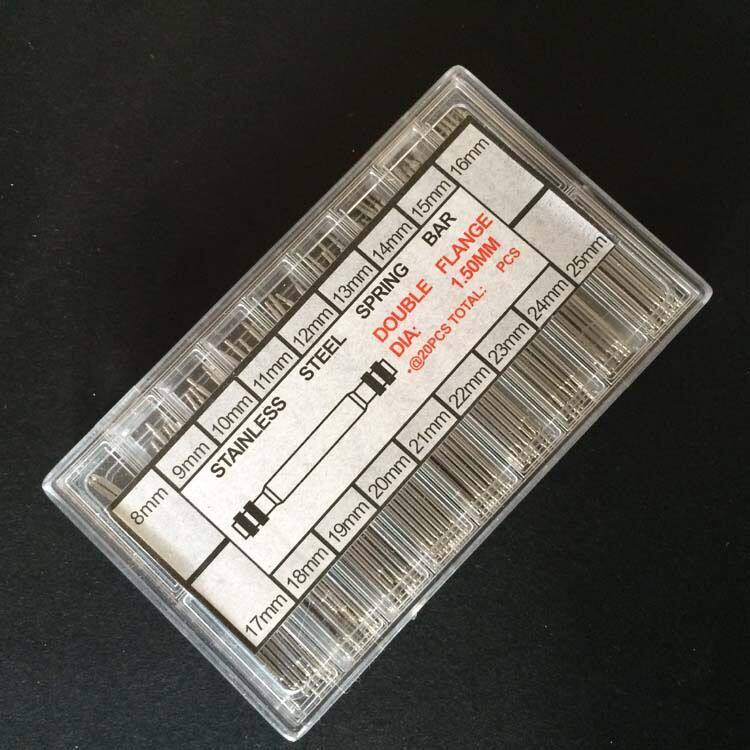 8mm
9mm
10mm
11mm
12mm
13mm
14mm
15mm
16mm
STAINLESS STEEL SPRING BAR
DOUBLE FLANGE
DIA: 1.50MM
.@20PCS TOTAL: PCS
17mm
18mm
19mm
20mm
21mm
22mm
23mm
24mm
25mm